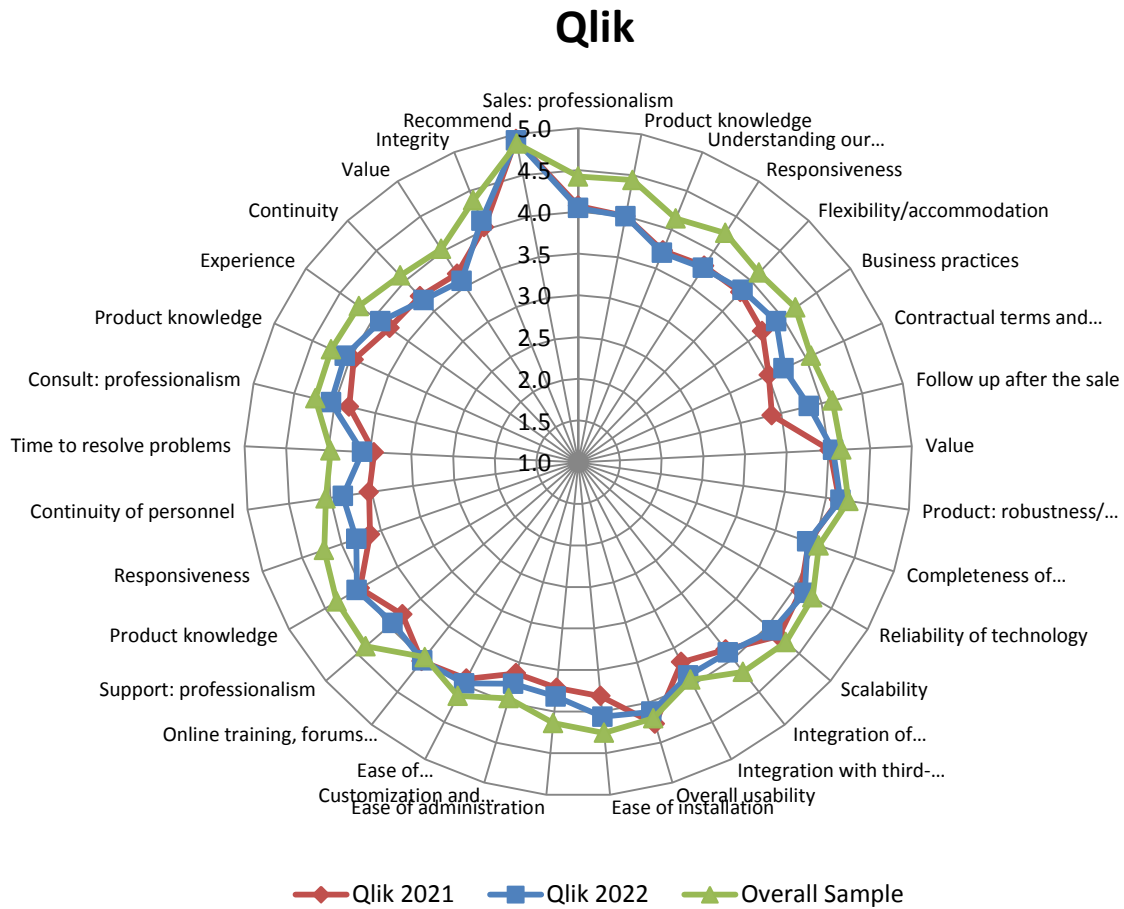 Qlik
Sales: professionalism
Product knowledge
Understanding our...
Responsiveness
Flexibility/accommodation
Business practices
Contractual terms and...
Follow up after the sale
Value
Product: robustness/...
Completeness of...
Reliability of technology
Scalability
Integration of...
Integration with third-...
Overall usability
Ease of installation
Ease of administration
Customization and...
Ease of...
Online training, forums...
Support: professionalism
Product knowledge
Responsiveness
Continuity of personnel
Time to resolve problems
Consult: professionalism
Product knowledge
Experience
Continuity
Value
Integrity
Recommend
5.0
4.5
4.0
3.5
3.0
2.5
2.0
1.5
1.0
Qlik 2021 Qlik 2022 Overall Sample